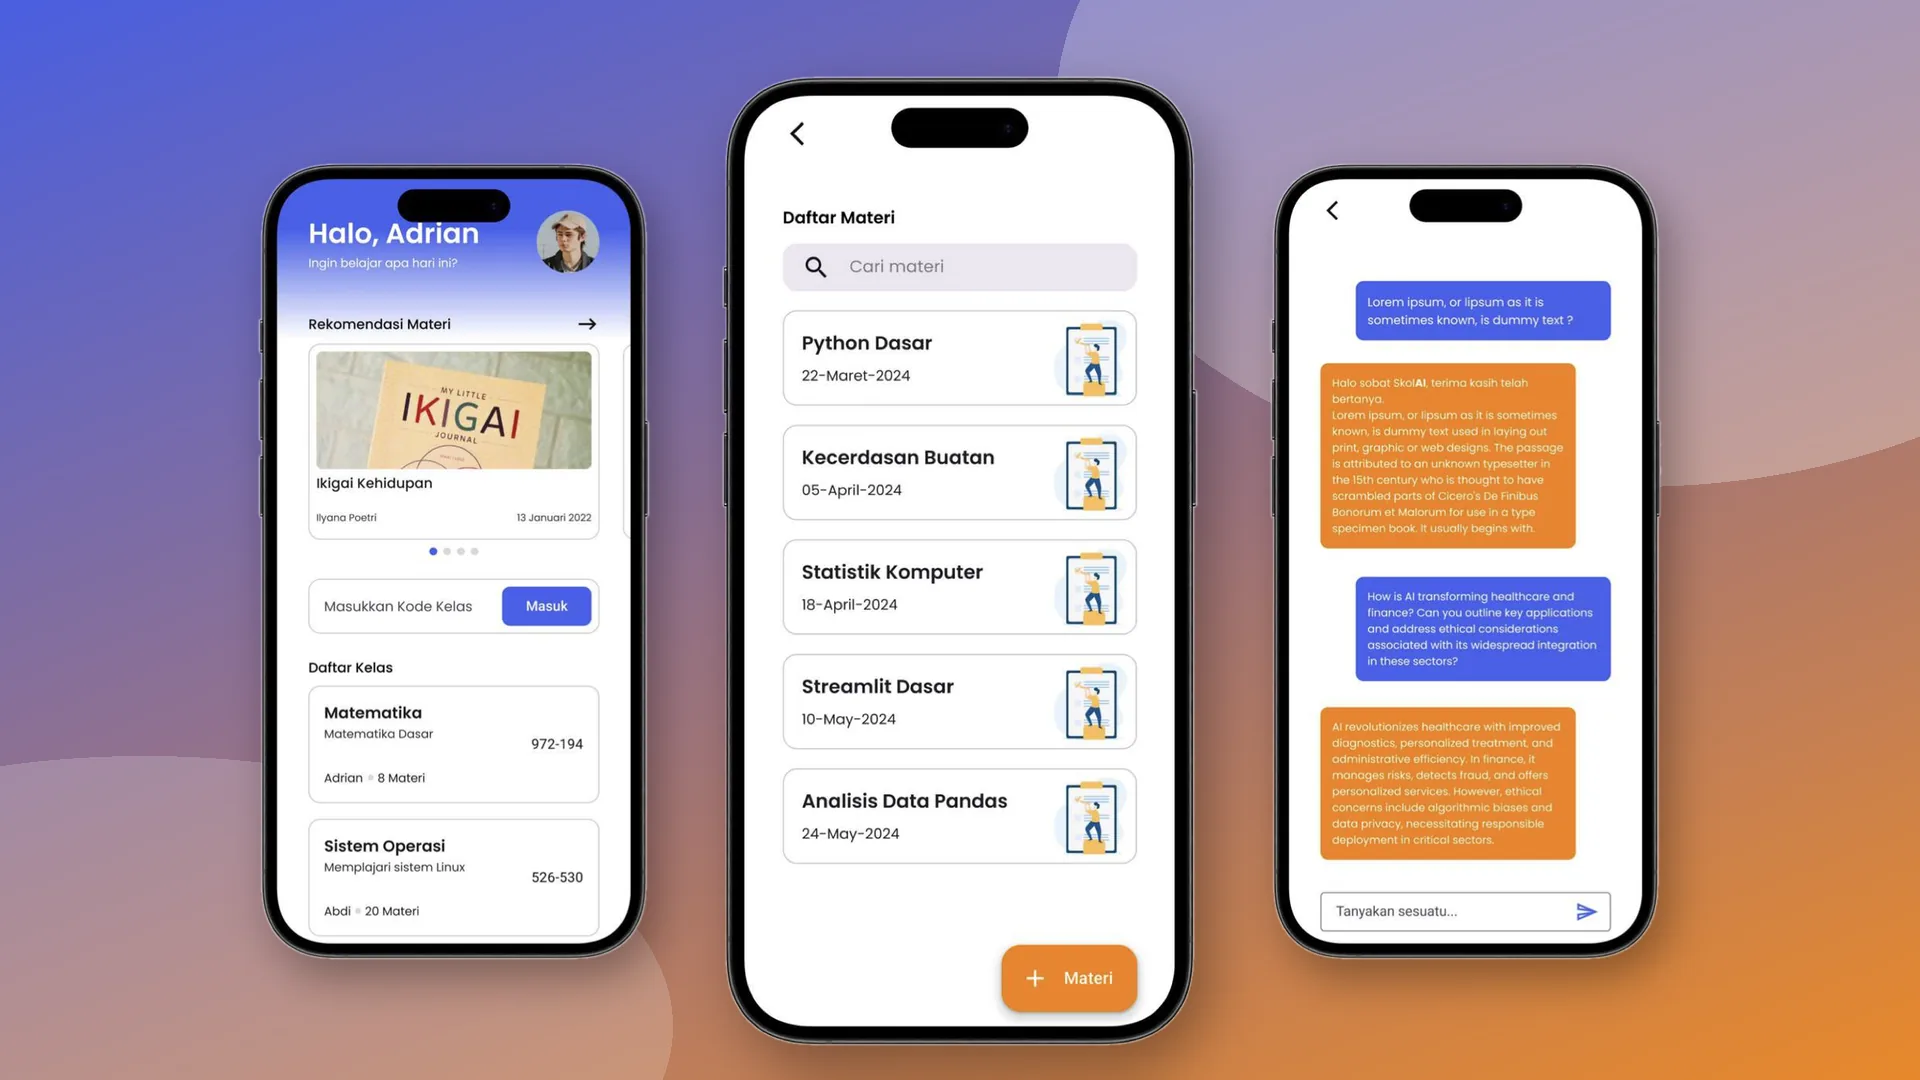 Halo, Adrian
Ingin belajar apa hari ini?
Rekomendasi Materi
MY LITTLE
IKIGAI
JOURNAL
Ikigai Kehidupan
Ilyana Poetri
13 Januari 2022
Masukkan Kode Kelas
Masuk
Daftar Kelas
Matematika
Matematika Dasar
972-194
Adrian
8 Materi
Sistem Operasi
Memplajari sistem Linux
526-530
Abdi
20 Materi
Daftar Materi
Cari materi
Python Dasar
22-Maret-2024
Kecerdasan Buatan
05-April-2024
Statistik Komputer
18-April-2024
Streamlit Dasar
10-May-2024
Analisis Data Pandas
24-May-2024
+ Materi
Lorem ipsum, or lipsum as it is
sometimes known, is dummy text ?
Halo sobat SkolAI, terima kasih telah
bertanya.
Lorem ipsum, or lipsum as it is sometimes
known, is dummy text used in laying out
print, graphic or web designs. The passage
is attributed to an unknown typesetter in
the 15th century who is thought to have
scrambled parts of Cicero's De Finibus
Bonorum et Malorum for use in a type
specimen book. It usually begins with.
How is AI transforming healthcare and
finance? Can you outline key applications
and address ethical considerations
associated with its widespread integration
in these sectors?
AI revolutionizes healthcare with improved
diagnostics, personalized treatment, and
administrative efficiency. In finance, it
manages risks, detects fraud, and offers
personalized services. However, ethical
concerns include algorithmic biases and
data privacy, necessitating responsible
deployment in critical sectors.
Tanyakan sesuatu...